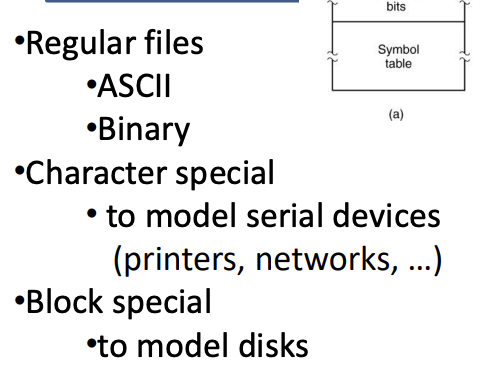 bits
Symbol
table
(a)
•Regular files
•ASCII
•Binary
•Character special
• to model serial devices
(printers, networks, …)
•Block special
•to model disks